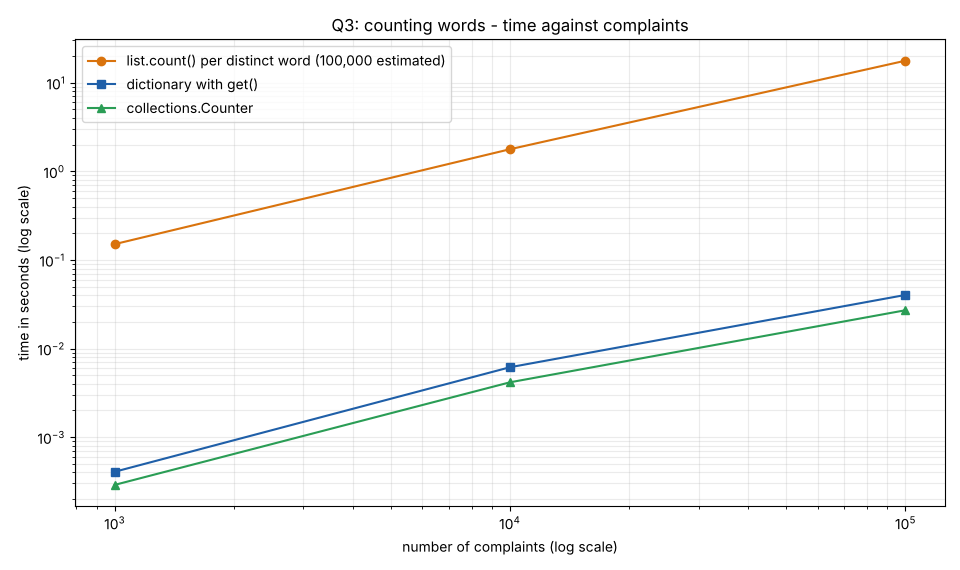 Q3: counting words - time against complaints
list.count() per distinct word (100,000 estimated)
dictionary with get()
collections.Counter
time in seconds (log scale)
10¹
10⁰
10⁻¹
10⁻²
10⁻³
10³
10⁴
10⁵
number of complaints (log scale)